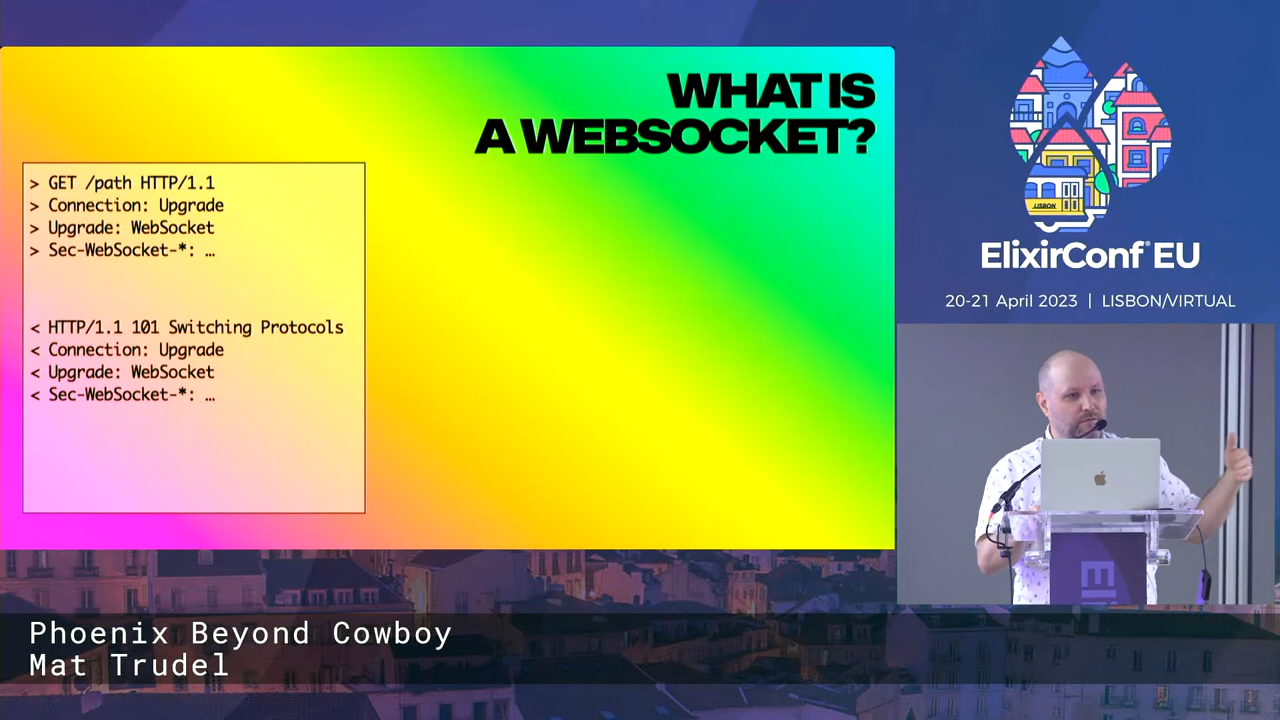 WHAT IS
A WEBSOCKET?
> GET /path HTTP/1.1
> Connection: Upgrade
> Upgrade: WebSocket
> Sec-WebSocket-*: …
< HTTP/1.1 101 Switching Protocols
< Connection: Upgrade
< Upgrade: WebSocket
< Sec-WebSocket-*: …
LISBON
ElixirConf® EU
20-21 April 2023 | LISBON/VIRTUAL
Phoenix Beyond Cowboy
Mat Trudel